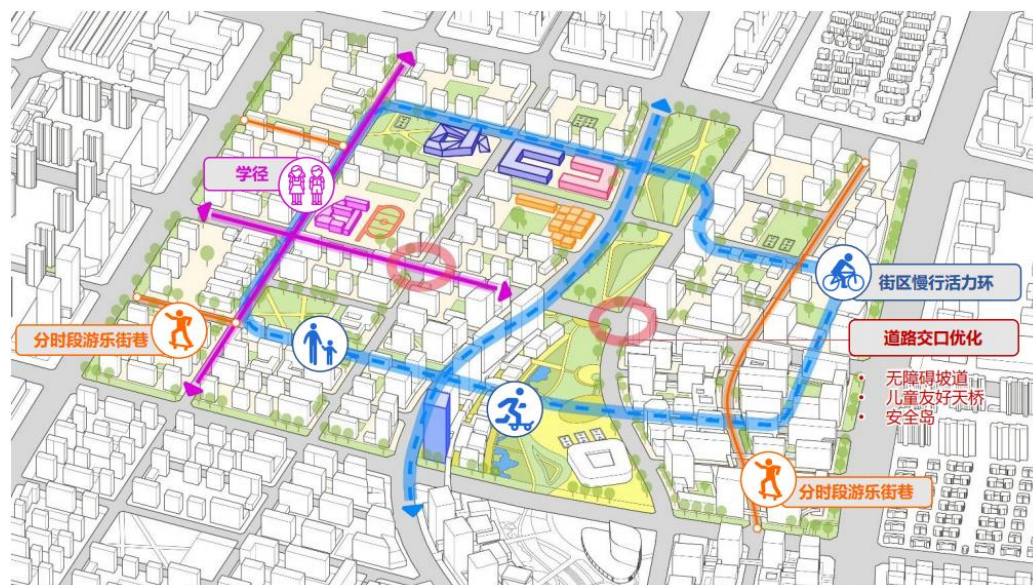 学径
街区慢行活力环
分时段游乐街巷
道路交口优化
• 无障碍坡道
• 儿童友好天桥
• 安全岛
分时段游乐街巷